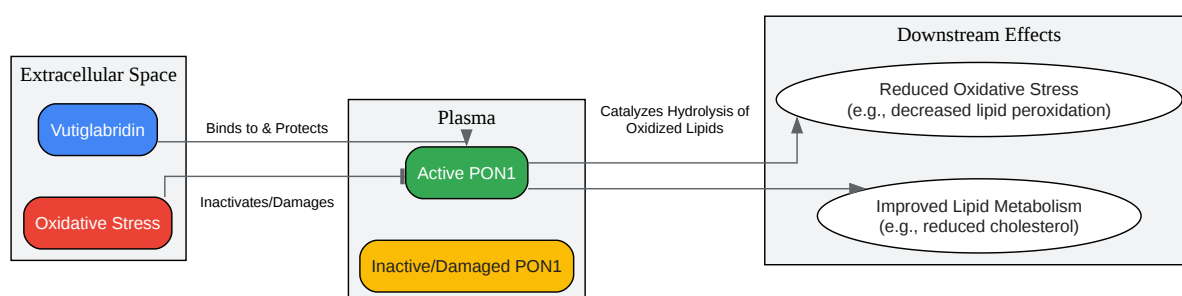 Extracellular Space
Vutiglabridin
Oxidative Stress
Binds to & Protects
Inactivates/Damages
Plasma
Active PON1
Inactive/Damaged PON1
Catalyzes Hydrolysis of
Oxidized Lipids
Downstream Effects
Reduced Oxidative Stress
(e.g., decreased lipid peroxidation)
Improved Lipid Metabolism
(e.g., reduced cholesterol)